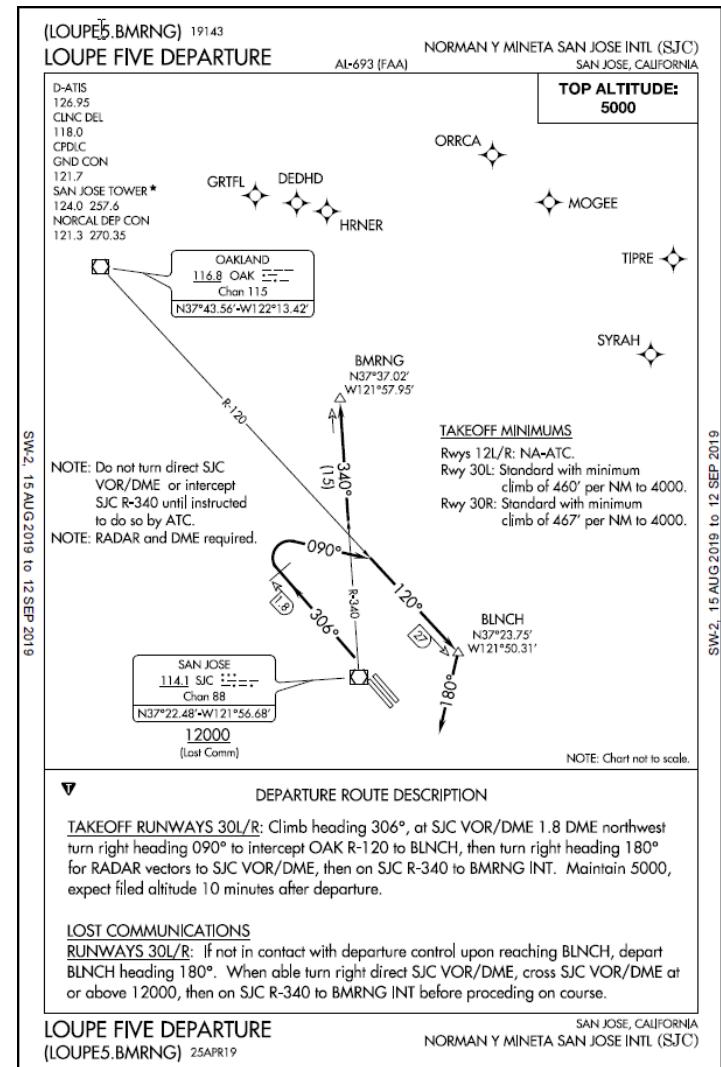 (LOUPE5.BMRNG) 19143
LOUPE FIVE DEPARTURE
AL-693 (FAA)
NORMAN Y MINETA SAN JOSE INTL (SJC)
SAN JOSE, CALIFORNIA
D-ATIS
126.95
CLNC DEL
118.0
CPDLC
GND CON
121.7
SAN JOSE TOWER★
124.0 257.6
NORCAL DEP CON
121.3 270.35
TOP ALTITUDE:
5000
ORRCA
GRTFL
DEDHD
HRNER
MOGEE
TIPRE
SYRAH
OAKLAND
116.8 OAK
Chan 115
N37°43.56'-W122°13.42'
R-120
BMRNG
N37°37.02'
W121°57.95'
340°
(15)
TAKEOFF MINIMUMS
Rwys 12L/R: NA-ATC.
Rwy 30L: Standard with minimum
climb of 460' per NM to 4000.
Rwy 30R: Standard with minimum
climb of 467' per NM to 4000.
NOTE: Do not turn direct SJC
VOR/DME or intercept
SJC R-340 until instructed
to do so by ATC.
NOTE: RADAR and DME required.
090°
1.8
306°
R-340
120°
27
BLNCH
N37°23.75'
W121°50.31'
180°
SAN JOSE
114.1 SJC
Chan 88
N37°22.48'-W121°56.68'
12000
(Lost Comm)
NOTE: Chart not to scale.
SW-2, 15 AUG 2019 to 12 SEP 2019
SW-2, 15 AUG 2019 to 12 SEP 2019
T
DEPARTURE ROUTE DESCRIPTION
TAKEOFF RUNWAYS 30L/R: Climb heading 306°, at SJC VOR/DME 1.8 DME northwest
turn right heading 090° to intercept OAK R-120 to BLNCH, then turn right heading 180°
for RADAR vectors to SJC VOR/DME, then on SJC R-340 to BMRNG INT. Maintain 5000,
expect filed altitude 10 minutes after departure.
LOST COMMUNICATIONS
RUNWAYS 30L/R: If not in contact with departure control upon reaching BLNCH, depart
BLNCH heading 180°. When able turn right direct SJC VOR/DME, cross SJC VOR/DME at
or above 12000, then on SJC R-340 to BMRNG INT before proceding on course.
LOUPE FIVE DEPARTURE
(LOUPE5.BMRNG) 25APR19
SAN JOSE, CALIFORNIA
NORMAN Y MINETA SAN JOSE INTL (SJC)